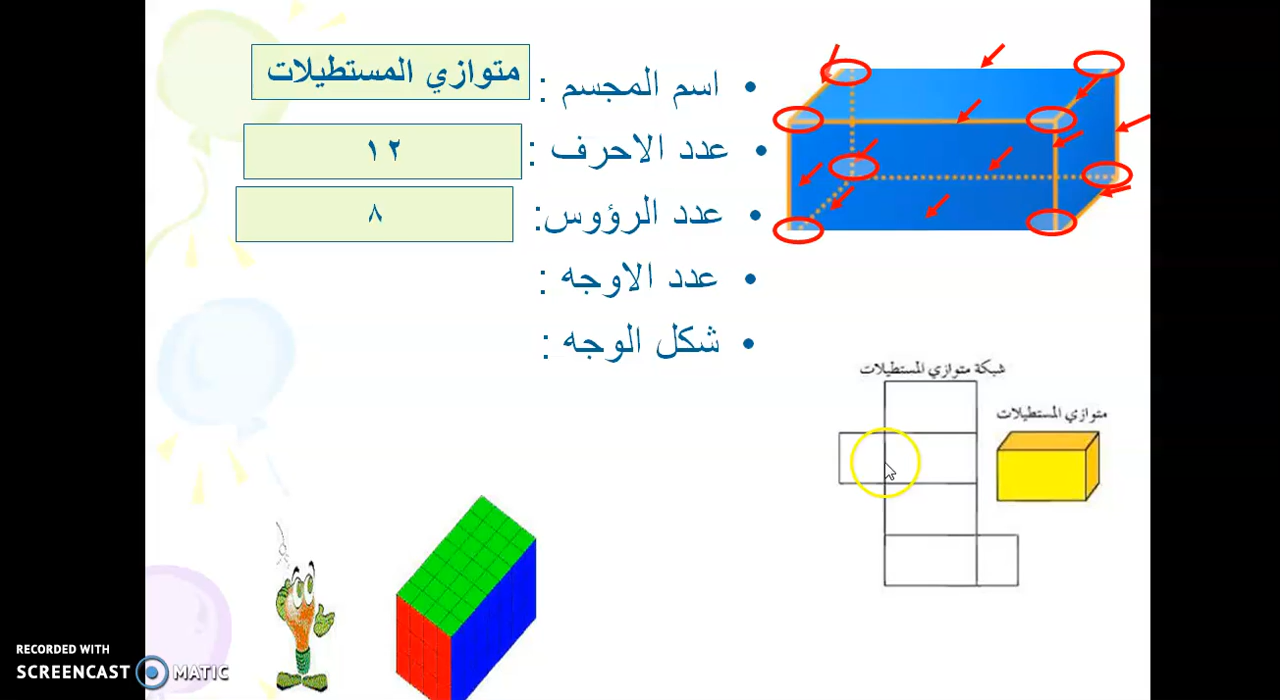 اسم المجسم : متوازي المستطيلات
عدد الاحرف : ١٢
عدد الرؤوس: ٨
عدد الاوجه :
شكل الوجه :
شبكة متوازي المستطيلات
متوازي المستطيلات
RECORDED WITH
SCREENCAST MATIC